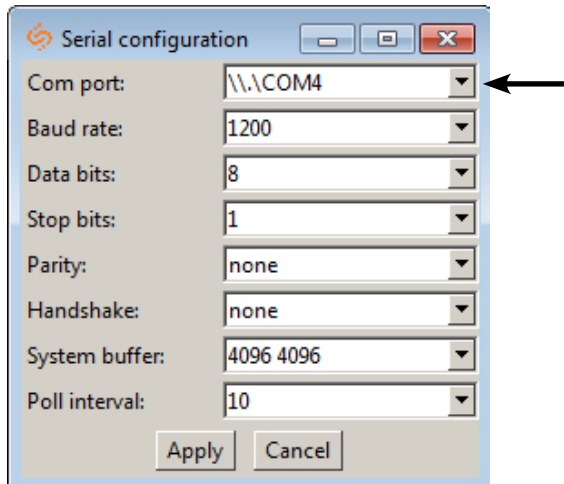 Serial configuration
Com port: \\.\COM4
Baud rate: 1200
Data bits: 8
Stop bits: 1
Parity: none
Handshake: none
System buffer: 4096 4096
Poll interval: 10
Apply Cancel